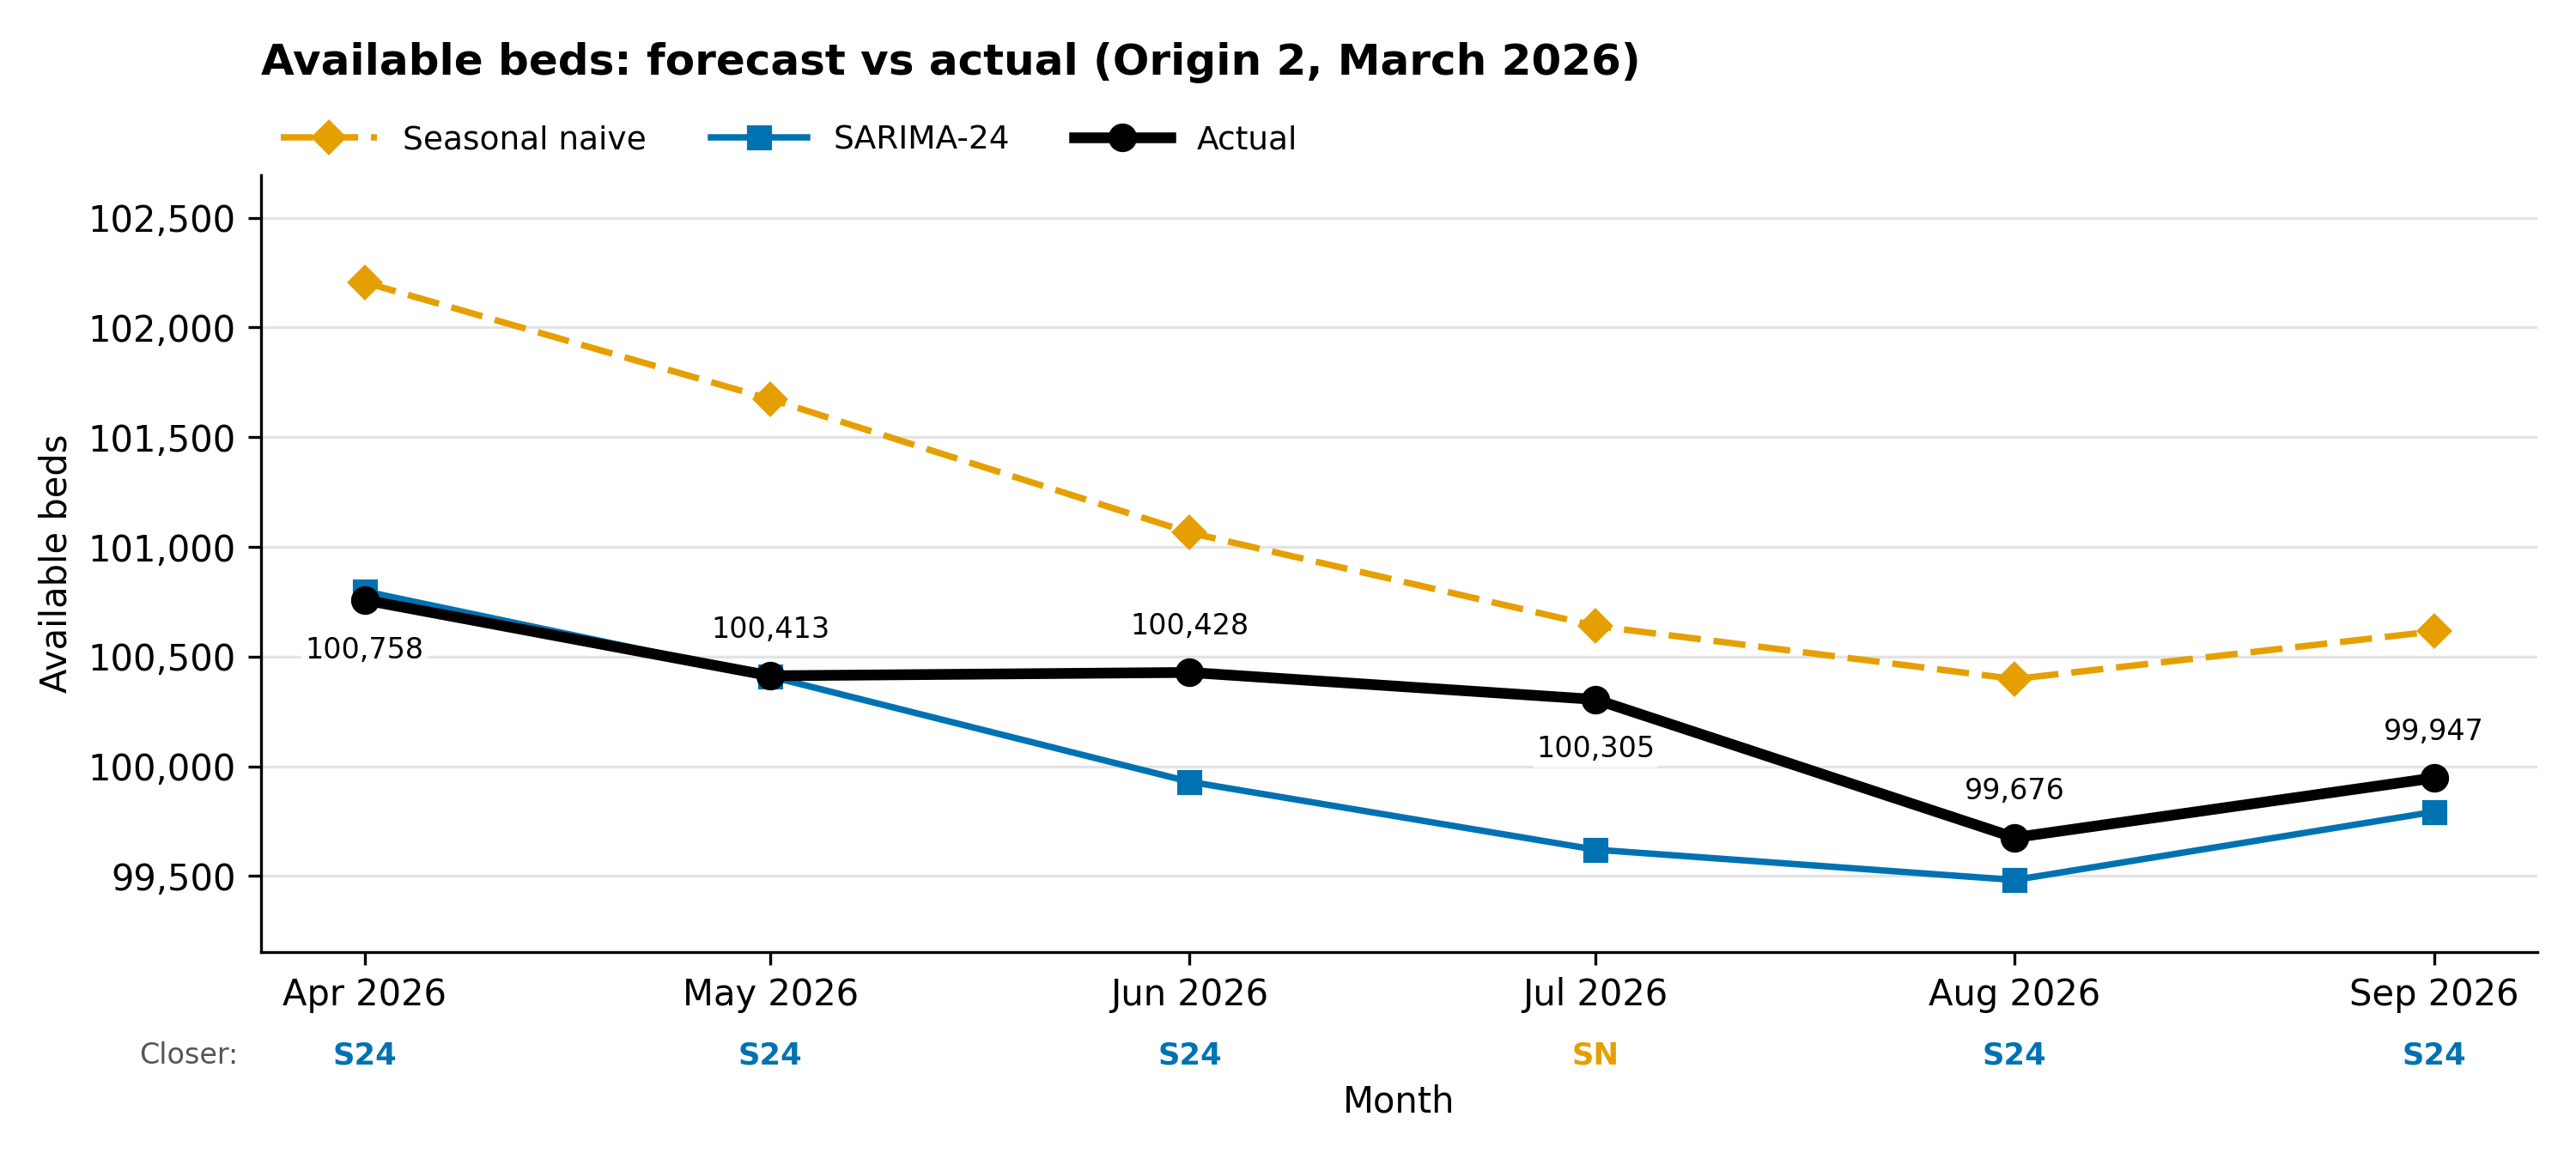 Available beds: forecast vs actual (Origin 2, March 2026)
Seasonal naive SARIMA-24 Actual
Available beds
102,500
102,000
101,500
101,000
100,500
100,000
99,500
100,758
100,413
100,428
100,305
99,676
99,947
Apr 2026 May 2026 Jun 2026 Jul 2026 Aug 2026 Sep 2026
Closer: S24 S24 S24 SN S24 S24
Month